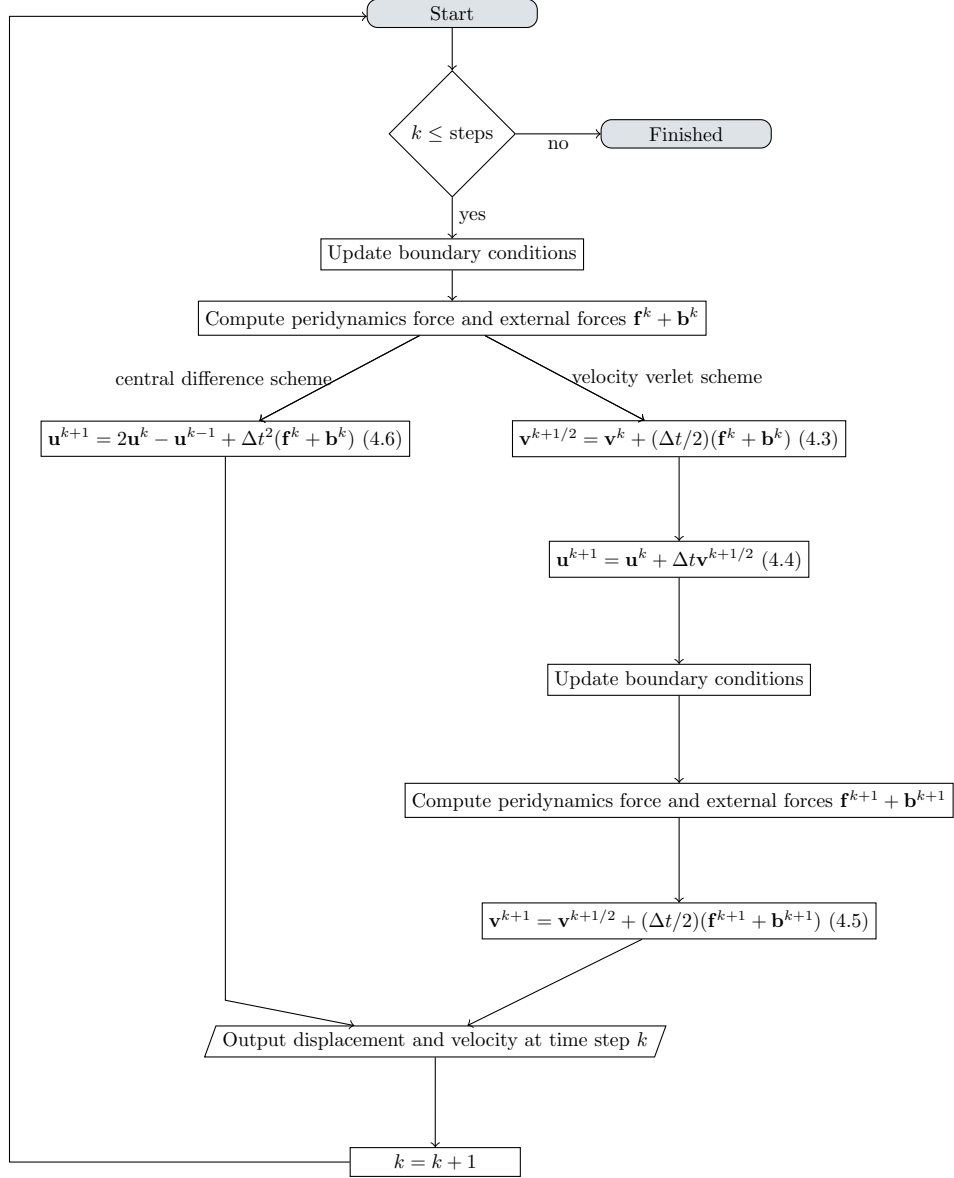 Start
k ≤ steps
no
Finished
yes
Update boundary conditions
Compute peridynamics force and external forces f^k + b^k
central difference scheme
velocity verlet scheme
u^{k+1} = 2u^k − u^{k−1} + Δt^2(f^k + b^k) (4.6)
v^{k+1/2} = v^k + (Δt/2)(f^k + b^k) (4.3)
u^{k+1} = u^k + Δtv^{k+1/2} (4.4)
Update boundary conditions
Compute peridynamics force and external forces f^{k+1} + b^{k+1}
v^{k+1} = v^{k+1/2} + (Δt/2)(f^{k+1} + b^{k+1}) (4.5)
Output displacement and velocity at time step k
k = k + 1